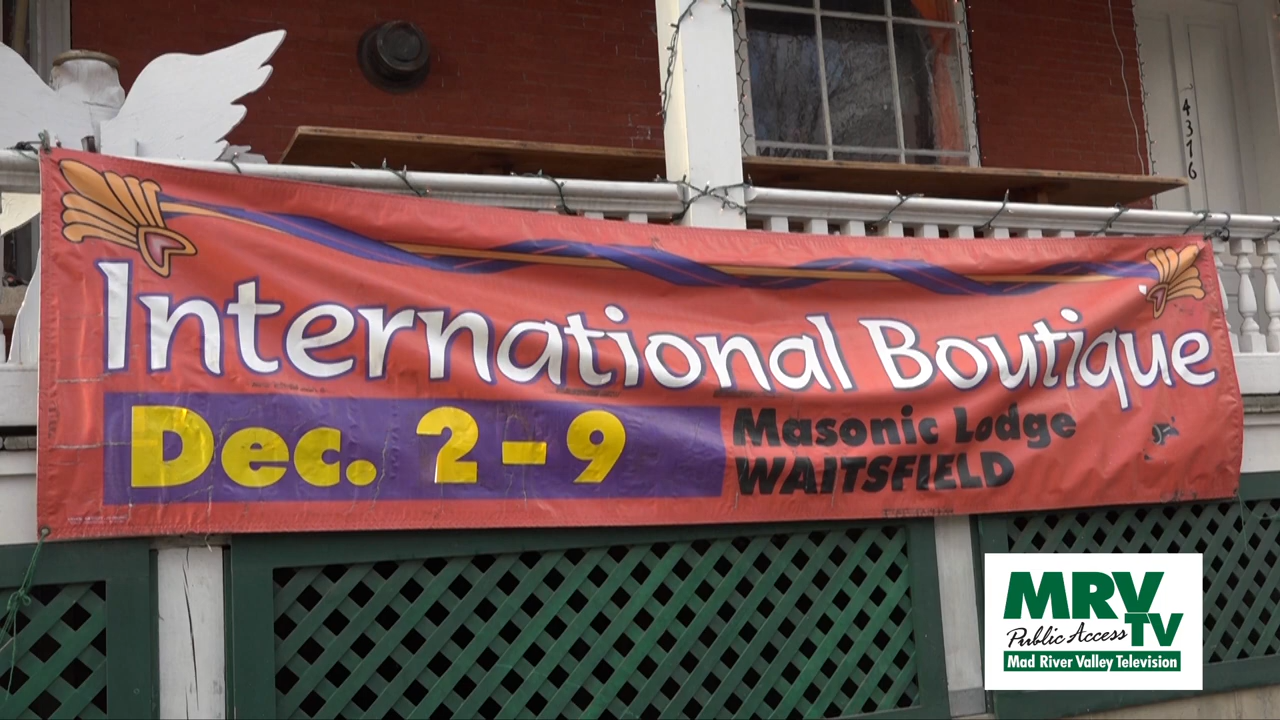 4376
International Boutique
Dec. 2-9
Masonic Lodge
WAITSFIELD
MRV
TV
Public Access
Mad River Valley Television